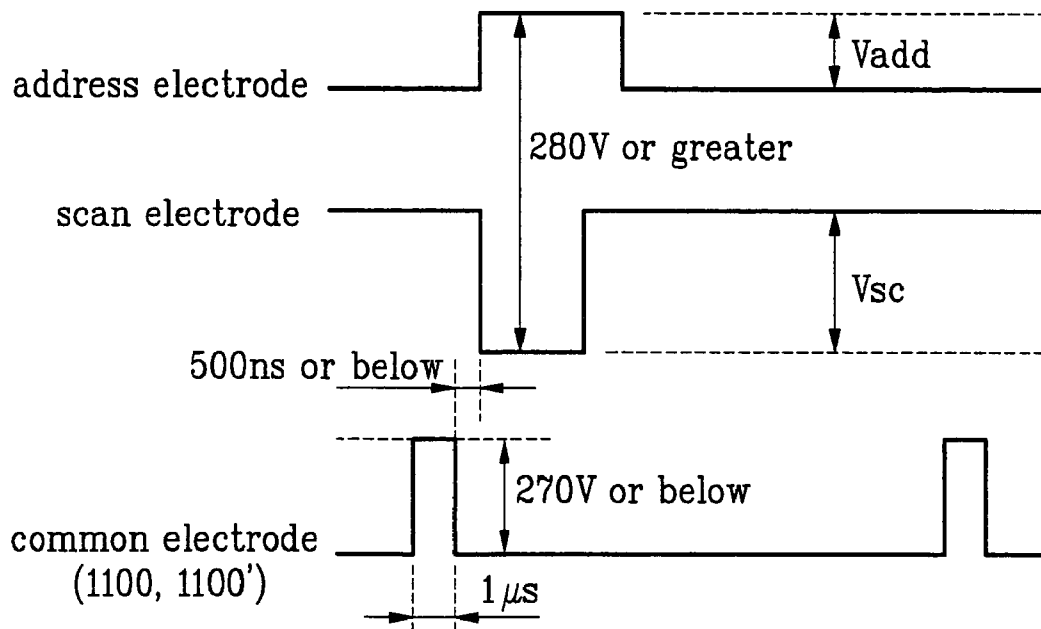 Vadd
address electrode
280V or greater
scan electrode
Vsc
500ns or below
270V or below
common electrode
(1100, 1100')
1μs